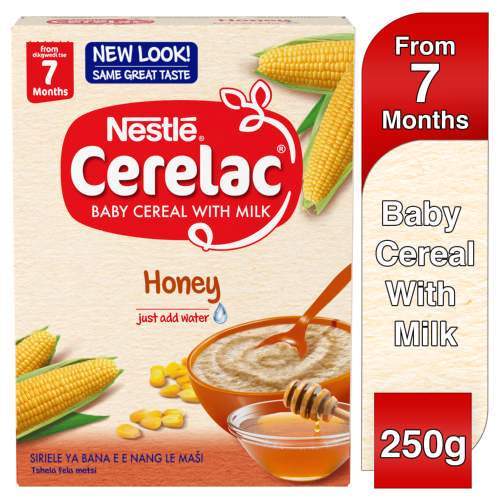 from
dikgwedi tse
7
Months
NEW LOOK!
SAME GREAT TASTE
Nestlé®
Cerelac®
BABY CEREAL WITH MILK
Honey
just add water
SIRIELE YA BANA E E NANG LE MAŠI
Tshela fela metsi
From
7
Months
Baby
Cereal
With
Milk
250g